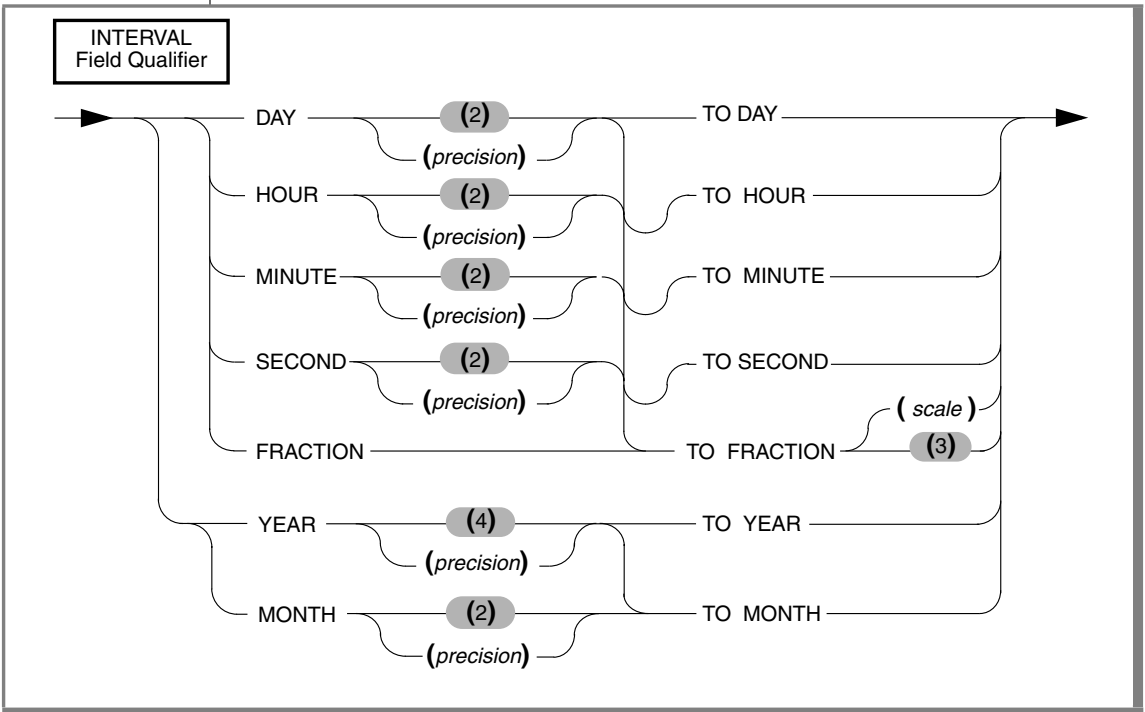 INTERVAL
Field Qualifier
DAY (2) TO DAY
(precision)
HOUR (2) TO HOUR
(precision)
MINUTE (2) TO MINUTE
(precision)
SECOND (2) TO SECOND
(precision)
( scale )
FRACTION TO FRACTION (3)
YEAR (4) TO YEAR
(precision)
MONTH (2) TO MONTH
(precision)